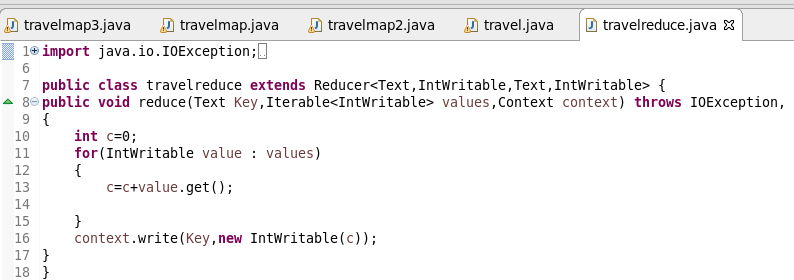 travelmap3.java travelmap.java travelmap2.java travel.java travelreduce.java
1 import java.io.IOException;
6
7 public class travelreduce extends Reducer<Text,IntWritable,Text,IntWritable> {
8 public void reduce(Text Key,Iterable<IntWritable> values,Context context) throws IOException,
9 {
10 int c=0;
11 for(IntWritable value : values)
12 {
13 c=c+value.get();
14
15 }
16 context.write(Key,new IntWritable(c));
17 }
18 }